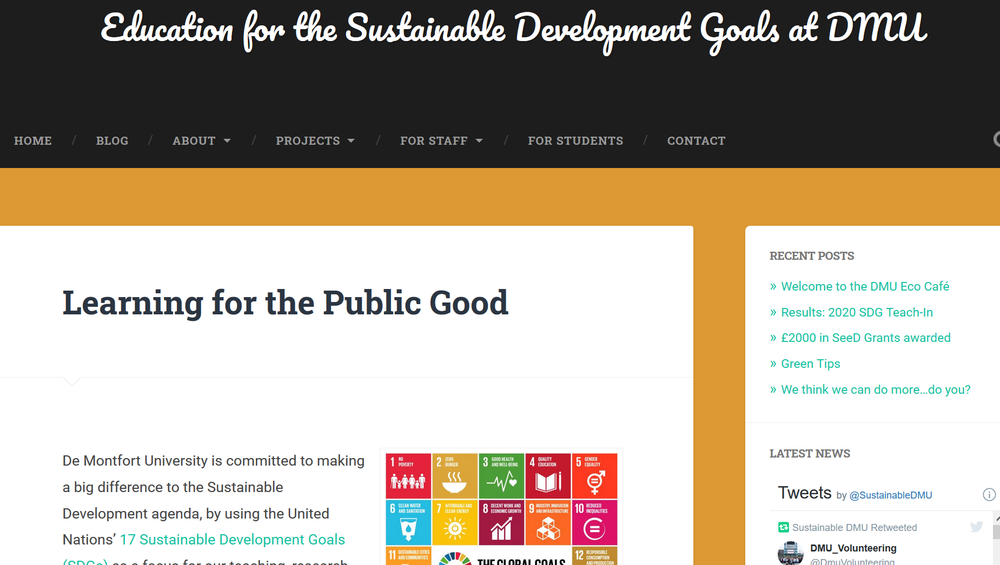 Education for the Sustainable Development Goals at DMU
HOME / BLOG / ABOUT / PROJECTS / FOR STAFF / FOR STUDENTS / CONTACT
Learning for the Public Good
De Montfort University is committed to making
a big difference to the Sustainable
Development agenda, by using the United
Nations’ 17 Sustainable Development Goals
(SDGs) as a focus for our teaching, research
1 NO
POVERTY
2 ZERO
HUNGER
3 GOOD HEALTH
AND WELL-BEING
4 QUALITY
EDUCATION
5 GENDER
EQUALITY
6 CLEAN WATER
AND SANITATION
7 AFFORDABLE AND
CLEAN ENERGY
8 DECENT WORK AND
ECONOMIC GROWTH
9 INDUSTRY, INNOVATION
AND INFRASTRUCTURE
10 REDUCED
INEQUALITIES
11 SUSTAINABLE CITIES
AND COMMUNITIES
THE GLOBAL GOALS
12 RESPONSIBLE
CONSUMPTION
AND PRODUCTION
RECENT POSTS
» Welcome to the DMU Eco Café
» Results: 2020 SDG Teach-In
» £2000 in SeeD Grants awarded
» Green Tips
» We think we can do more…do you?
LATEST NEWS
Tweets by @SustainableDMU
Sustainable DMU Retweeted
DMU_Volunteering
@DmuVolunteering